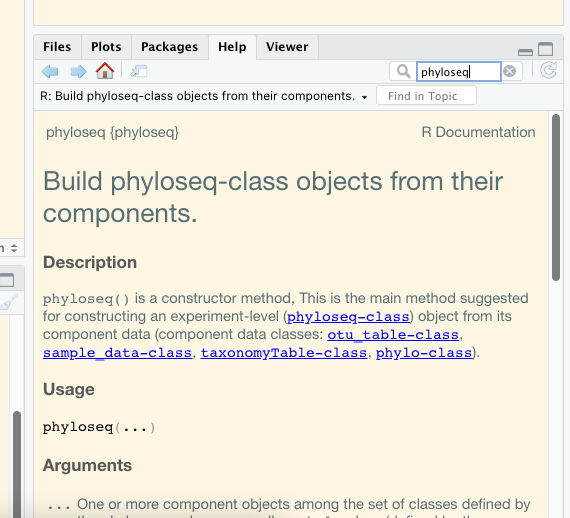 Files Plots Packages Help Viewer
phyloseq
R: Build phyloseq-class objects from their components. Find in Topic
phyloseq {phyloseq} R Documentation
Build phyloseq-class objects from their
components.
Description
phyloseq() is a constructor method, This is the main method suggested
for constructing an experiment-level (phyloseq-class) object from its
component data (component data classes: otu_table-class,
sample_data-class, taxonomyTable-class, phylo-class).
Usage
phyloseq(...)
Arguments
... One or more component objects among the set of classes defined by